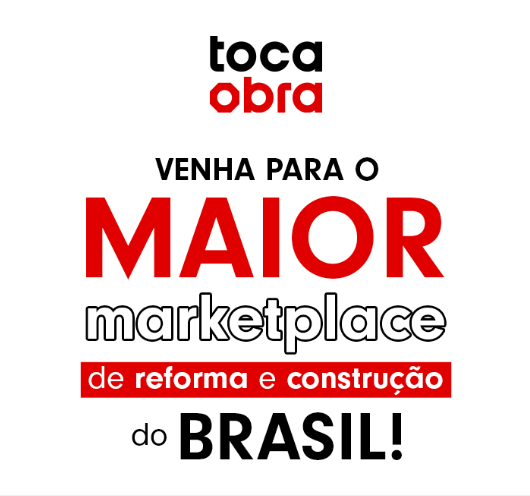 toca
obra
VENHA PARA O
MAIOR
marketplace
de reforma e construção
do BRASIL!